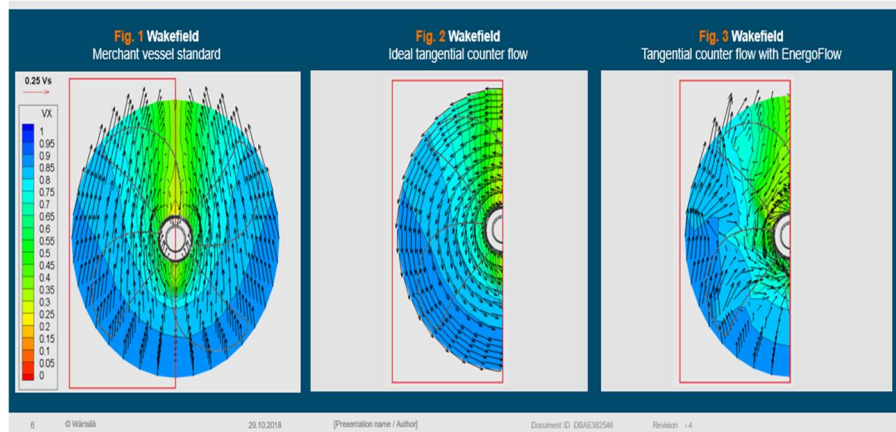 Fig. 1 Wakefield
Merchant vessel standard
Fig. 2 Wakefield
Ideal tangential counter flow
Fig. 3 Wakefield
Tangential counter flow with EnergoFlow
0.25 Vs
VX
1
0.95
0.9
0.85
0.8
0.75
0.7
0.65
0.6
0.55
0.5
0.45
0.4
0.35
0.3
0.25
0.2
0.15
0.1
0.05
0
6 © Wärtsilä 29.10.2018 [Presentation name / Author] Document ID DBAE382546 Revision -.4